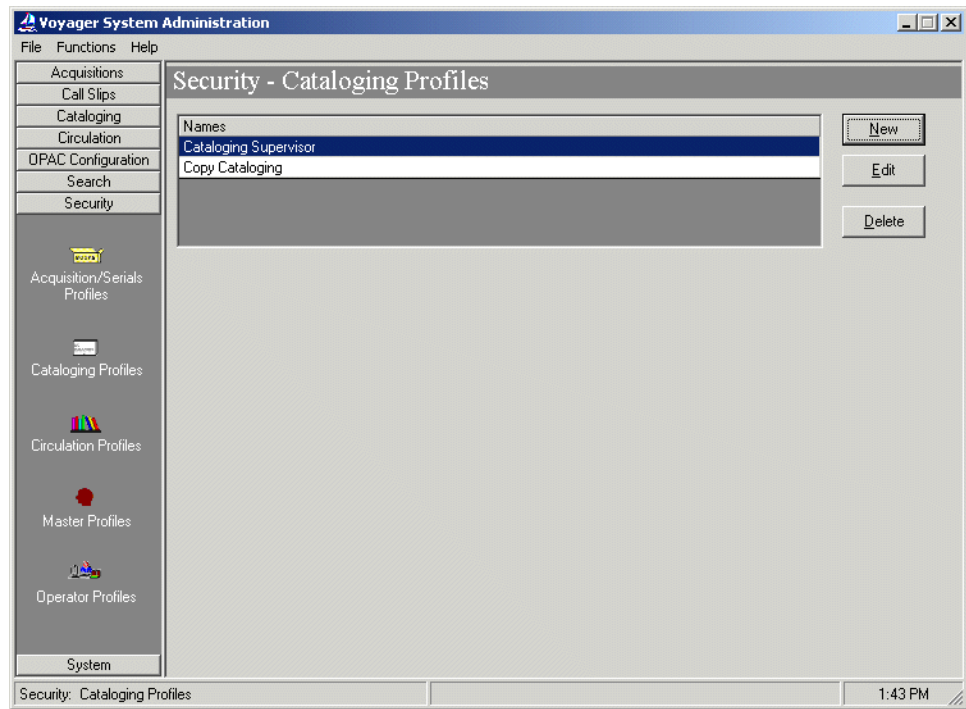 Voyager System Administration
File Functions Help
Acquisitions
Call Slips
Cataloging
Circulation
OPAC Configuration
Search
Security
Acquisition/Serials
Profiles
Cataloging Profiles
Circulation Profiles
Master Profiles
Operator Profiles
System
Security - Cataloging Profiles
Names
Cataloging Supervisor
Copy Cataloging
New
Edit
Delete
Security: Cataloging Profiles
1:43 PM